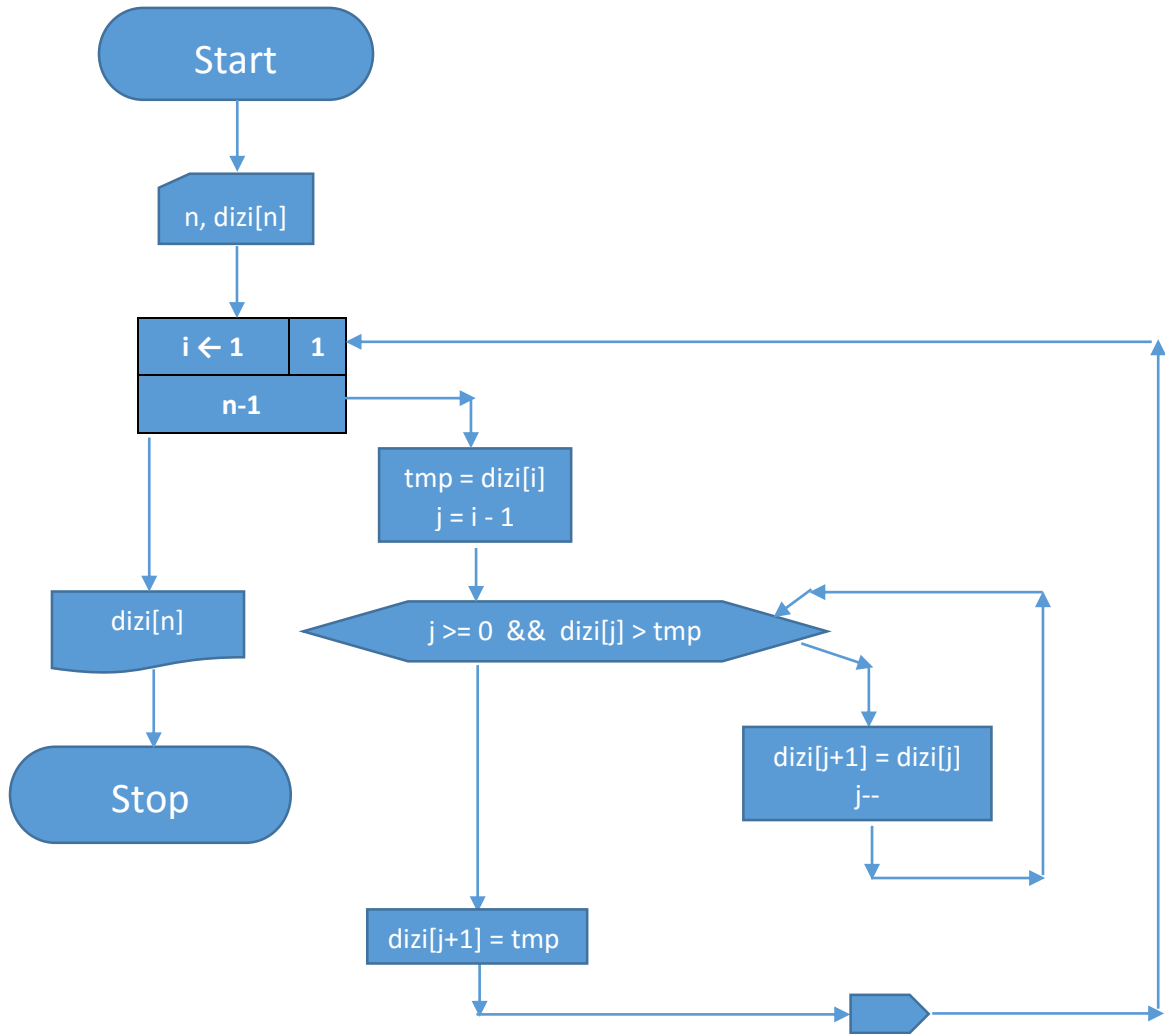 Start
n, dizi[n]
i ← 1
1
n-1
tmp = dizi[i]
j = i - 1
dizi[n]
j >= 0 && dizi[j] > tmp
dizi[j+1] = dizi[j]
j--
Stop
dizi[j+1] = tmp